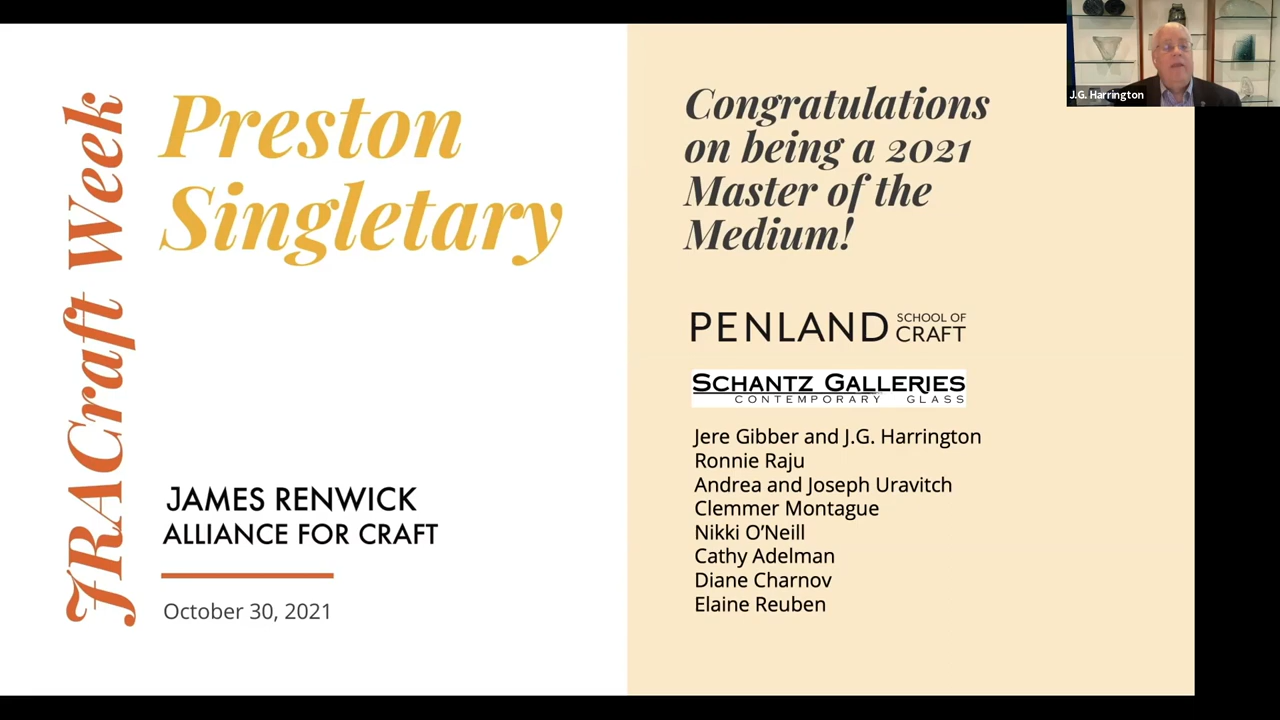 JRACraft Week
Preston
Singletary
JAMES RENWICK
ALLIANCE FOR CRAFT
October 30, 2021
Congratulations
on being a 2021
Master of the
Medium!
PENLAND SCHOOL OF CRAFT
SCHANTZ GALLERIES
CONTEMPORARY GLASS
Jere Gibber and J.G. Harrington
Ronnie Raju
Andrea and Joseph Uravitch
Clemmer Montague
Nikki O'Neill
Cathy Adelman
Diane Charnov
Elaine Reuben
J.G. Harrington